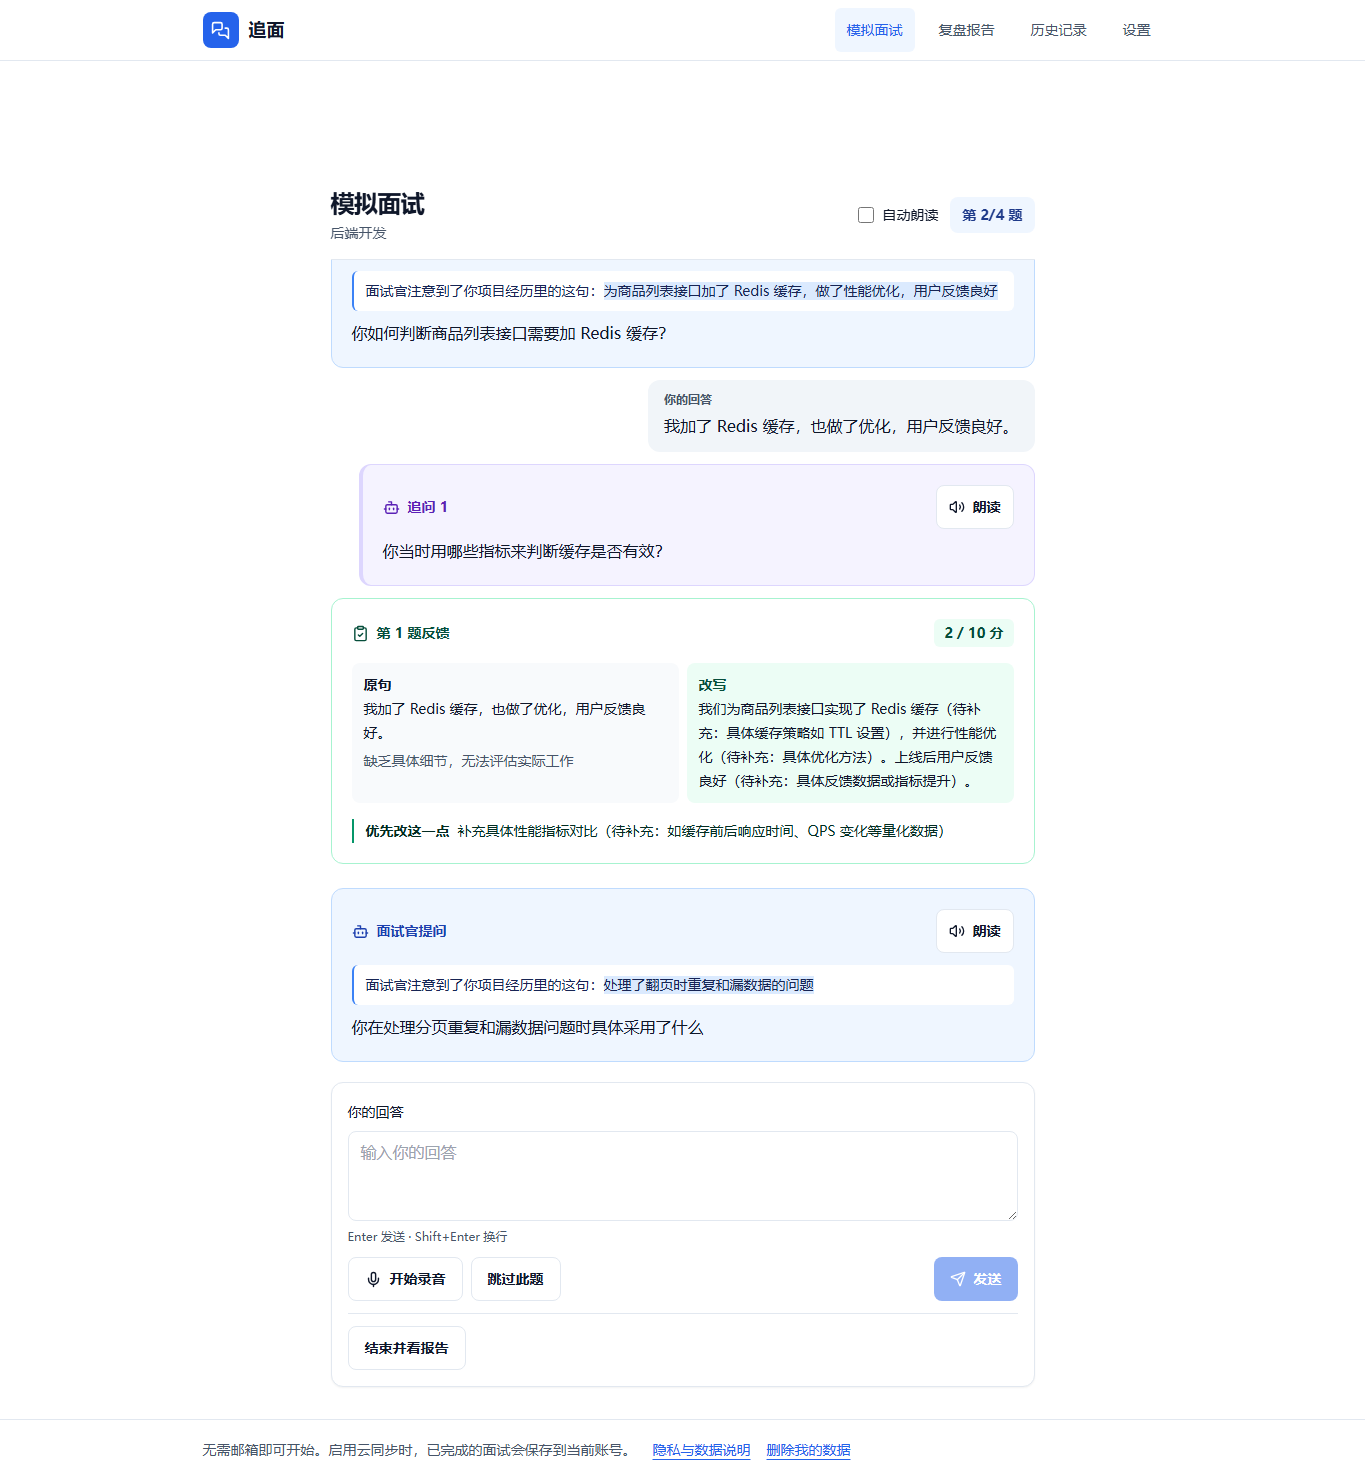 追面
模拟面试
复盘报告
历史记录
设置
模拟面试
后端开发
自动朗读
第 2/4 题
面试官注意到了你项目经历里的这句：为商品列表接口加了 Redis 缓存，做了性能优化，用户反馈良好
你如何判断商品列表接口需要加 Redis 缓存？
你的回答
我加了 Redis 缓存，也做了优化，用户反馈良好。
追问 1
朗读
你当时用哪些指标来判断缓存是否有效？
第 1 题反馈
2 / 10 分
原句
我加了 Redis 缓存，也做了优化，用户反馈良
好。
缺乏具体细节，无法评估实际工作
改写
我们为商品列表接口实现了 Redis 缓存（待补
充：具体缓存策略如 TTL 设置），并进行性能优
化（待补充：具体优化方法）。上线后用户反馈
良好（待补充：具体反馈数据或指标提升）。
优先改这一点 补充具体性能指标对比（待补充：如缓存前后响应时间、QPS 变化等量化数据）
面试官提问
朗读
面试官注意到了你项目经历里的这句：处理了翻页时重复和漏数据的问题
你在处理分页重复和漏数据问题时具体采用了什么
你的回答
输入你的回答
Enter 发送 · Shift+Enter 换行
开始录音
跳过此题
发送
结束并看报告
无需邮箱即可开始。启用云同步时，已完成的面试会保存到当前账号。 隐私与数据说明 删除我的数据